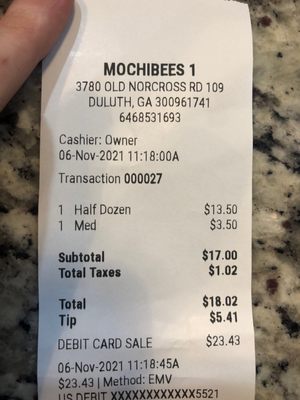 MOCHIBEES 1
3780 OLD NORCROSS RD 109
DULUTH, GA 300961741
6468531693
Cashier: Owner
06-Nov-2021 11:18:00A
Transaction 000027
1 Half Dozen $13.50
1 Med $3.50
Subtotal $17.00
Total Taxes $1.02
Total $18.02
Tip $5.41
DEBIT CARD SALE $23.43
06-Nov-2021 11:18:45A
$23.43 | Method: EMV
US DEBIT XXXXXXXXXXXX5521